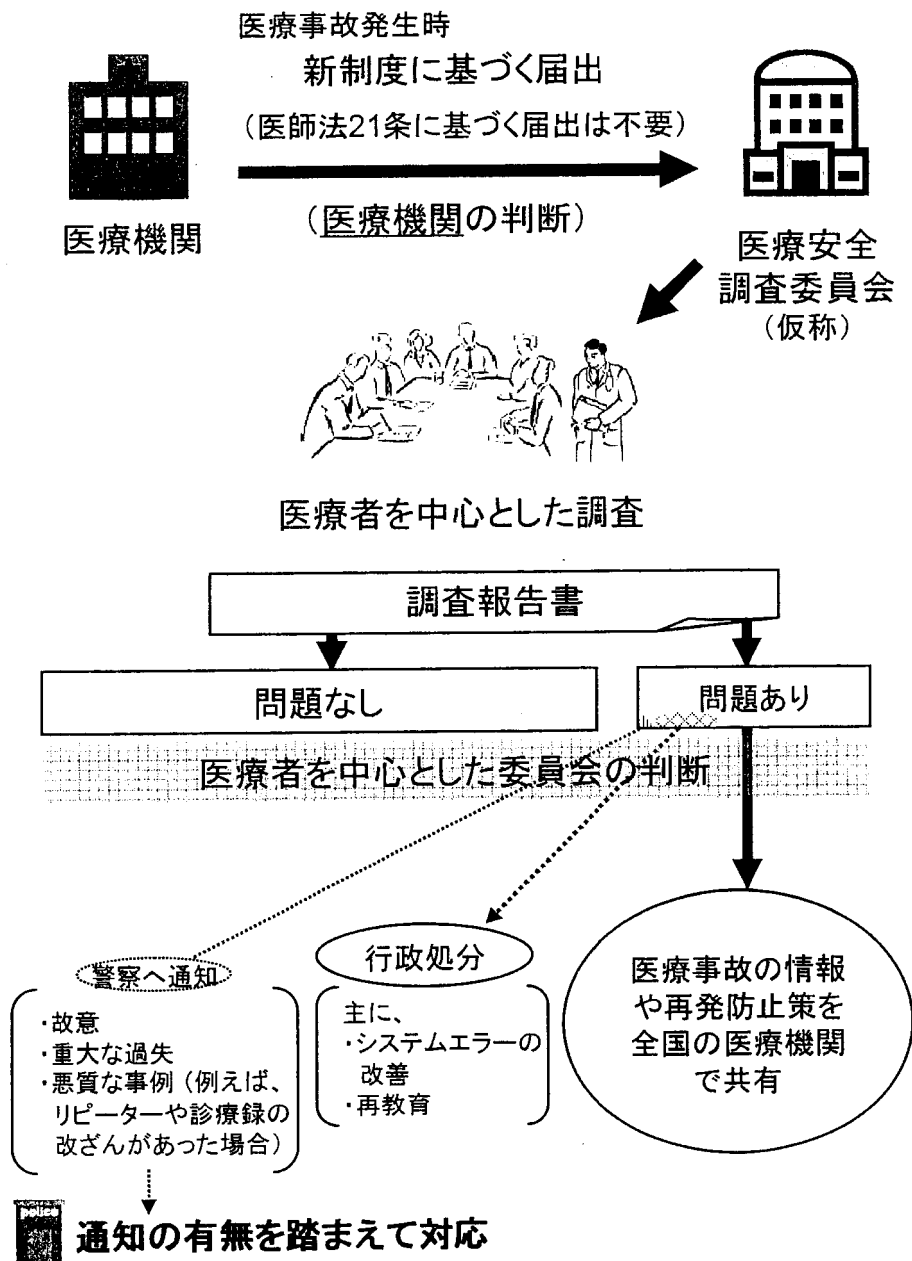 医療事故発生時
新制度に基づく届出
(医師法21条に基づく届出は不要)
(医療機関の判断)
医療機関
医療安全
調査委員会
(仮称)
医療者を中心とした調査
調査報告書
問題なし
問題あり
医療者を中心とした委員会の判断
警察へ通知
・故意
・重大な過失
・悪質な事例(例えば、
リピーターや診療録の
改ざんがあった場合)
行政処分
主に、
・システムエラーの
改善
・再教育
医療事故の情報
や再発防止策を
全国の医療機関
で共有
police
通知の有無を踏まえて対応